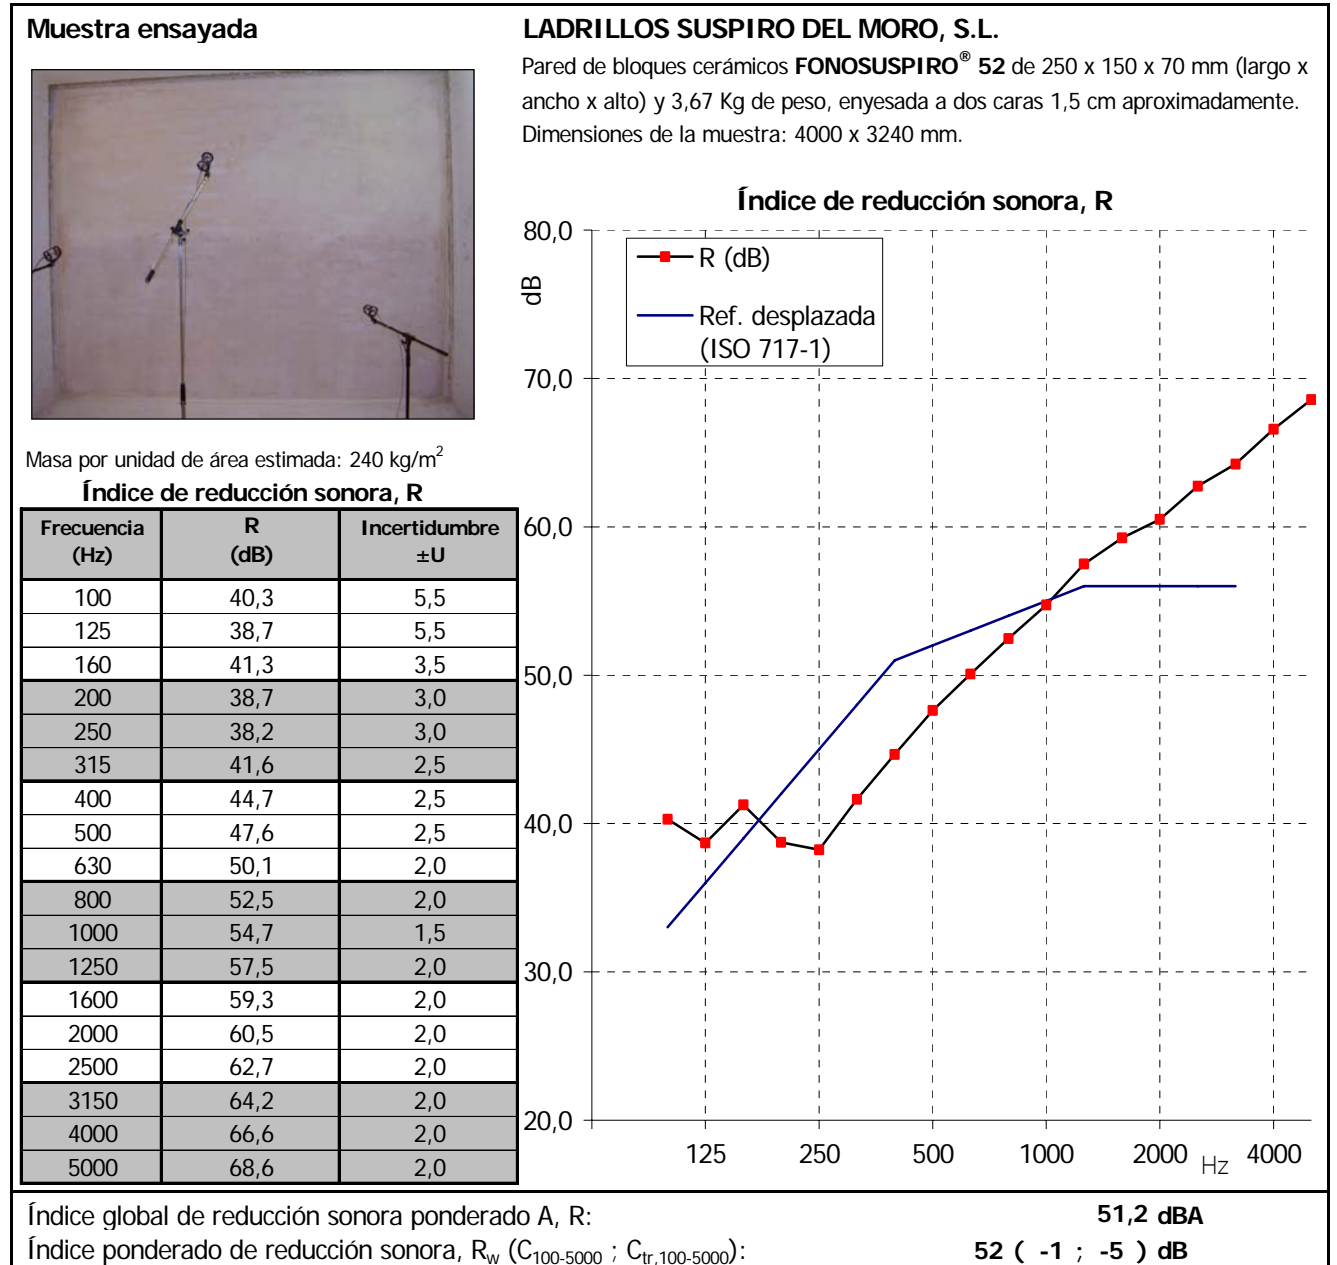 Muestra ensayada
LADRILLOS SUSPIRO DEL MORO, S.L.
Pared de bloques cerámicos FONOSUSPIRO® 52 de 250 x 150 x 70 mm (largo x
ancho x alto) y 3,67 Kg de peso, enyesada a dos caras 1,5 cm aproximadamente.
Dimensiones de la muestra: 4000 x 3240 mm.
Masa por unidad de área estimada: 240 kg/m²
Índice de reducción sonora, R
Frecuencia (Hz) R (dB) Incertidumbre ±U
100 40,3 5,5
125 38,7 5,5
160 41,3 3,5
200 38,7 3,0
250 38,2 3,0
315 41,6 2,5
400 44,7 2,5
500 47,6 2,5
630 50,1 2,0
800 52,5 2,0
1000 54,7 1,5
1250 57,5 2,0
1600 59,3 2,0
2000 60,5 2,0
2500 62,7 2,0
3150 64,2 2,0
4000 66,6 2,0
5000 68,6 2,0
Índice de reducción sonora, R
80,0
dB
R (dB)
Ref. desplazada
(ISO 717-1)
70,0
60,0
50,0
40,0
30,0
20,0
125 250 500 1000 2000 Hz 4000
Índice global de reducción sonora ponderado A, R: 51,2 dBA
Índice ponderado de reducción sonora, Rw (C100-5000 ; Ctr,100-5000): 52 ( -1 ; -5 ) dB